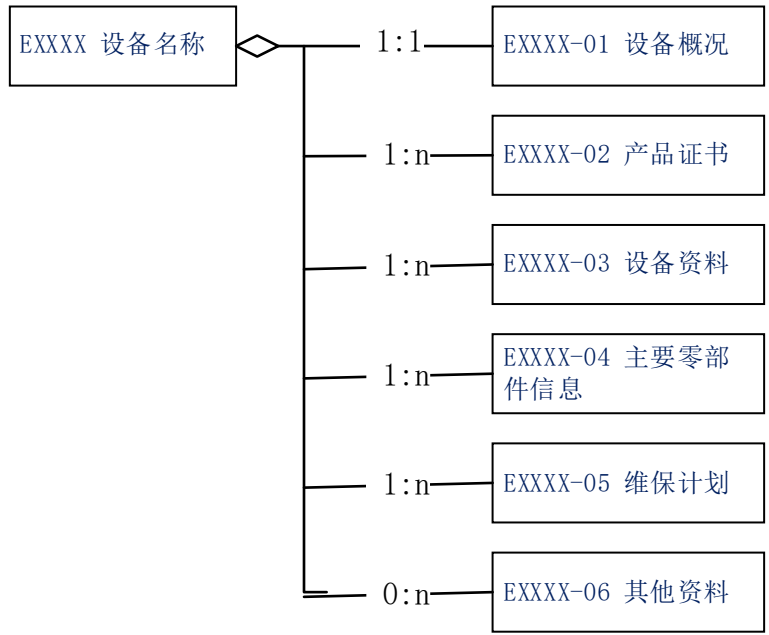 EXXXX 设备名称
1:1
EXXXX-01 设备概况
1:n
EXXXX-02 产品证书
1:n
EXXXX-03 设备资料
1:n
EXXXX-04 主要零部
件信息
1:n
EXXXX-05 维保计划
0:n
EXXXX-06 其他资料